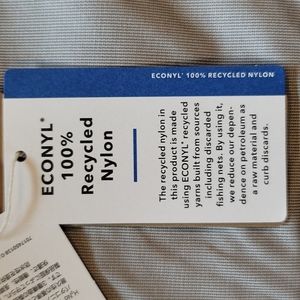 ECONYL® 100% RECYCLED NYLON
ECONYL®
100%
Recycled
Nylon
The recycled nylon in
this product is made
using ECONYL® recycled
yarns built from sources
including discarded
fishing nets. By using it,
we reduce our depen-
dence on petroleum as
a raw material and
curb discards.